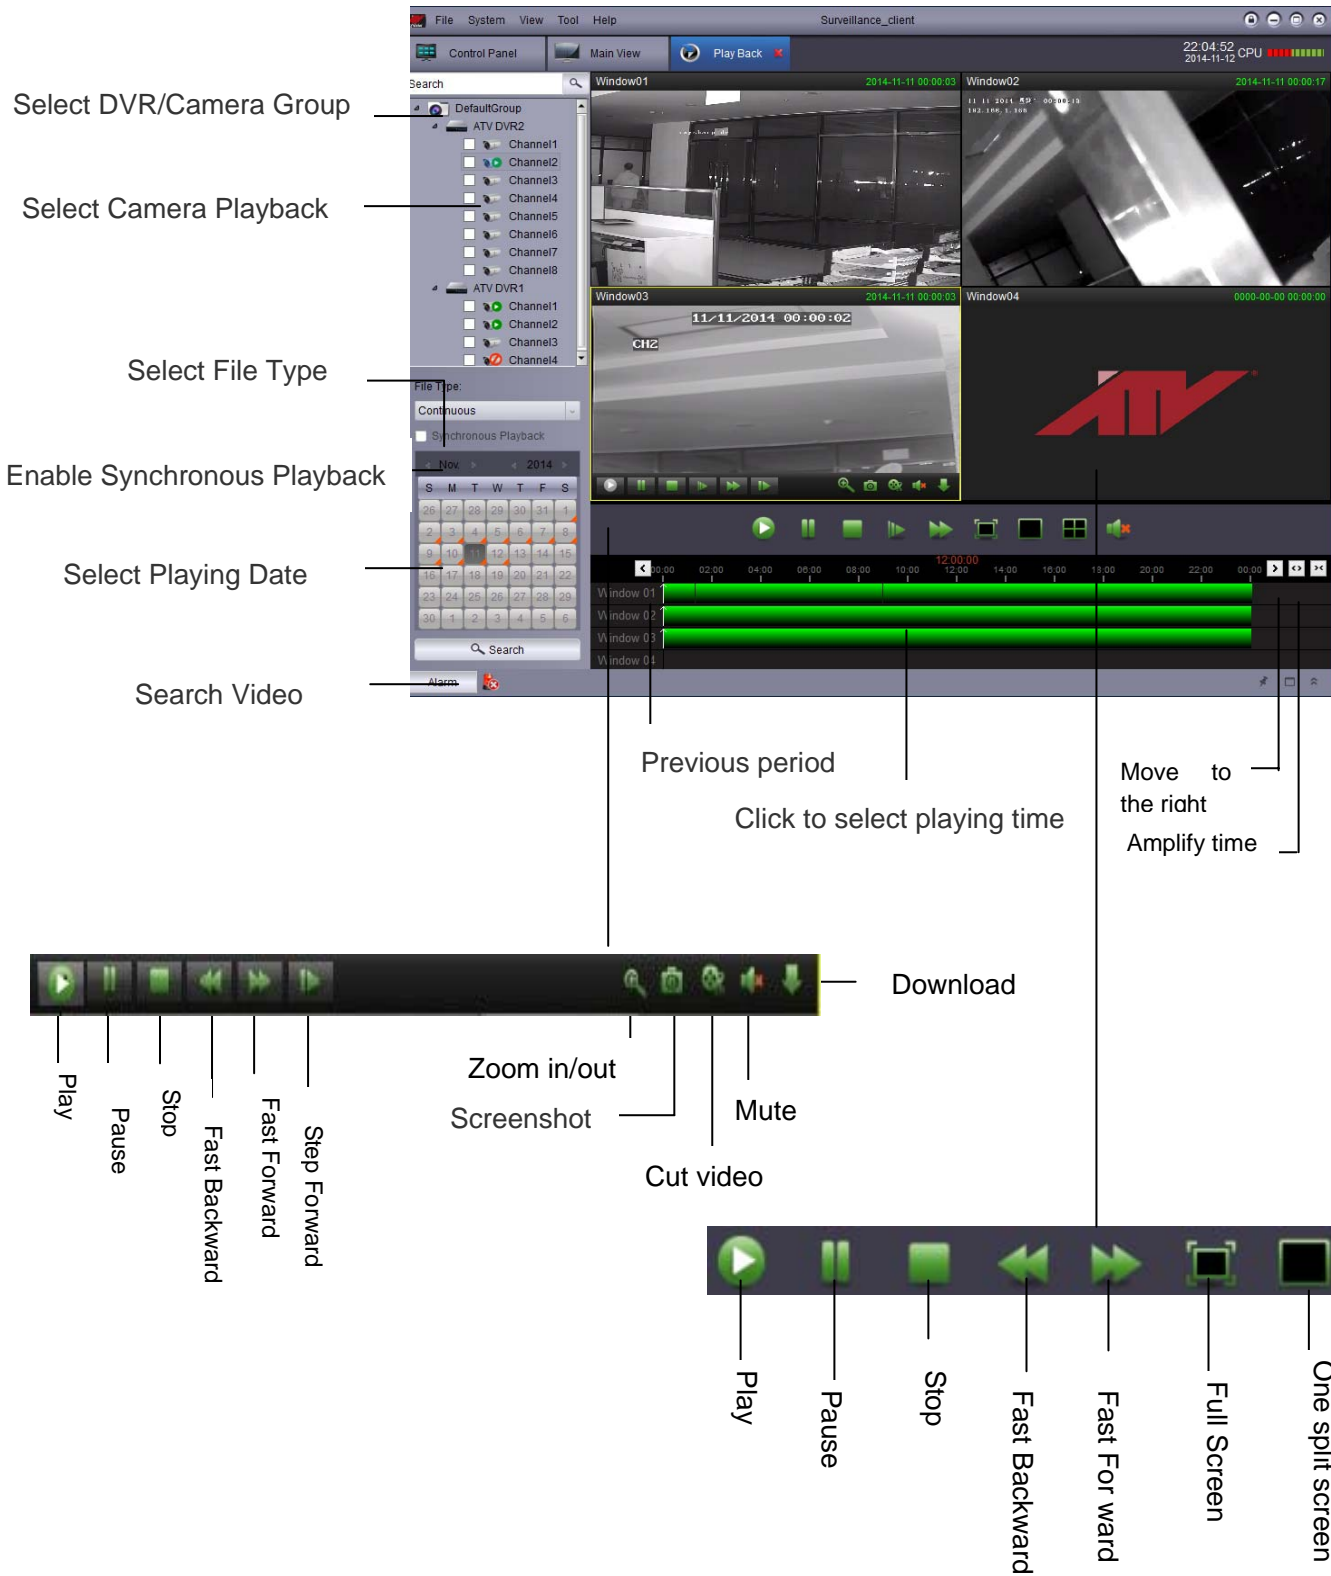 File System View Tool Help Surveillance_client
Control Panel Main View Play Back 22:04:52 CPU
2014-11-12
Search
Window01 2014-11-11 00:00:03 Window02 2014-11-11 00:00:17
Select DVR/Camera Group
DefaultGroup
ATV DVR2
Channel1
Channel2
Channel3
Channel4
Channel5
Channel6
Channel7
Channel8
ATV DVR1
Channel1
Channel2
Channel3
Channel4
Select Camera Playback
Window03 2014-11-11 00:00:03 Window04 0000-00-00 00:00:00
11/11/2014 00:00:02
CH2
ATV
Select File Type
File Type:
Continuous
Synchronous Playback
Enable Synchronous Playback
Nov. 2014
S M T W T F S
26 27 28 29 30 31 1
2 3 4 5 6 7 8
9 10 11 12 13 14 15
16 17 18 19 20 21 22
23 24 25 26 27 28 29
30 1 2 3 4 5 6
Select Playing Date
Search
12:00:00
00:00 02:00 04:00 06:00 08:00 10:00 12:00 14:00 16:00 18:00 20:00 22:00 00:00
Window 01
Window 02
Window 03
Window 04
Search Video
Alarm
Previous period
Click to select playing time
Move to
the right
Amplify time
Download
Zoom in/out
Screenshot
Mute
Cut video
Play
Pause
Stop
Fast Backward
Fast Forward
Step Forward
Play
Pause
Stop
Fast Backward
Fast For ward
Full Screen
One split screen